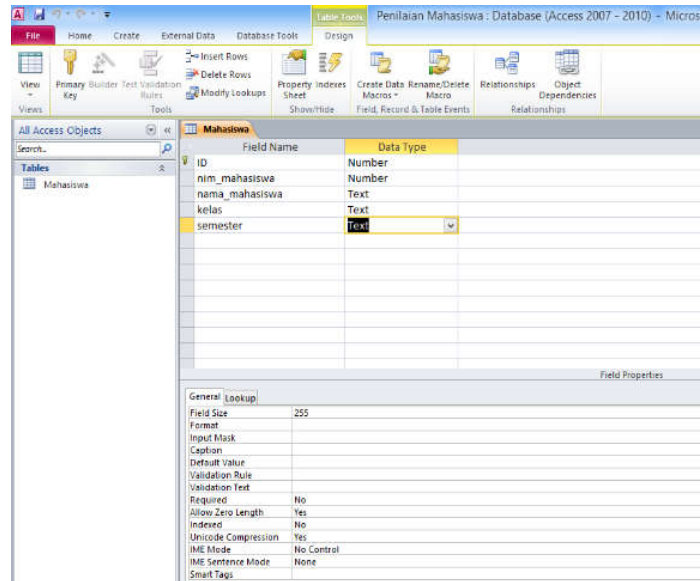 Table Tools
Penilaian Mahasiswa : Database (Access 2007 - 2010) - Micros
File Home Create External Data Database Tools Design
View
Primary Key
Builder
Test Validation Rules
Insert Rows
Delete Rows
Modify Lookups
Property Sheet
Indexes
Create Data Macros
Rename/Delete Macro
Relationships
Object Dependencies
Views Tools Show/Hide Field, Record & Table Events Relationships
All Access Objects
Search...
Tables
Mahasiswa
Mahasiswa
Field Name Data Type
ID Number
nim_mahasiswa Number
nama_mahasiswa Text
kelas Text
semester Text
Field Properties
General Lookup
Field Size 255
Format
Input Mask
Caption
Default Value
Validation Rule
Validation Text
Required No
Allow Zero Length Yes
Indexed No
Unicode Compression Yes
IME Mode No Control
IME Sentence Mode None
Smart Tags